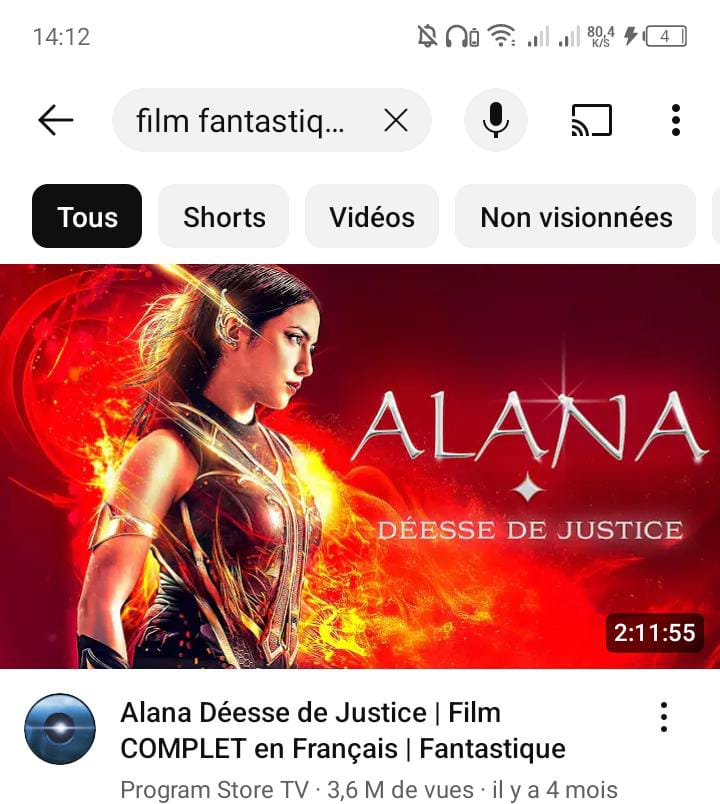 14:12
80,4
K/S
4
film fantastiq...
Tous
Shorts
Vidéos
Non visionnées
ALANA
DÉESSE DE JUSTICE
2:11:55
Alana Déesse de Justice | Film
COMPLET en Français | Fantastique
Program Store TV · 3,6 M de vues · il y a 4 mois